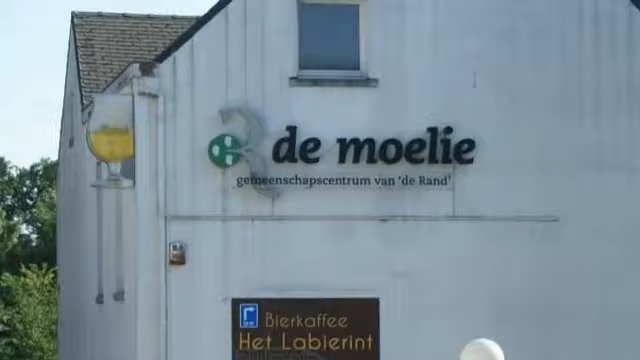 de moelie
gemeenschapscentrum van 'de Rand'
Bierkaffee
Het Labierint